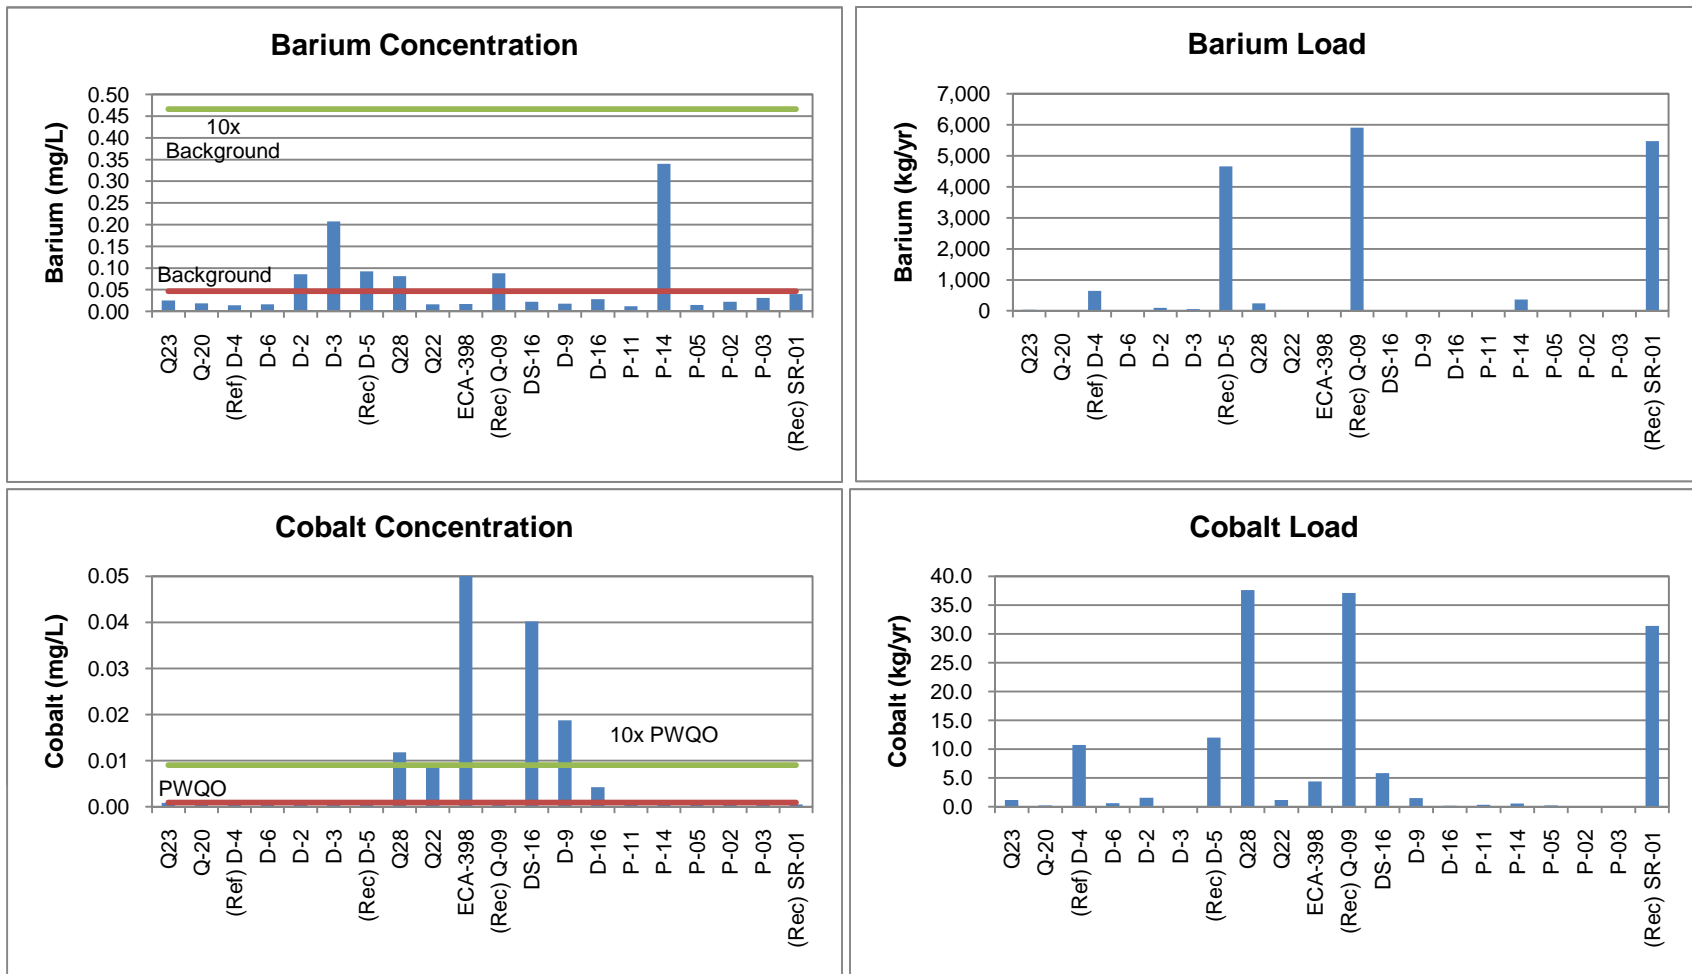 Barium Concentration
Barium (mg/L)
0.50
0.45
0.40
0.35
0.30
0.25
0.20
0.15
0.10
0.05
0.00
10x
Background
Background
Q23
Q-20
(Ref) D-4
D-6
D-2
D-3
(Rec) D-5
Q28
Q22
ECA-398
(Rec) Q-09
DS-16
D-9
D-16
P-11
P-14
P-05
P-02
P-03
(Rec) SR-01
Barium Load
Barium (kg/yr)
7,000
6,000
5,000
4,000
3,000
2,000
1,000
0
Q23
Q-20
(Ref) D-4
D-6
D-2
D-3
(Rec) D-5
Q28
Q22
ECA-398
(Rec) Q-09
DS-16
D-9
D-16
P-11
P-14
P-05
P-02
P-03
(Rec) SR-01
Cobalt Concentration
Cobalt (mg/L)
0.05
0.04
0.03
0.02
0.01
0.00
10x PWQO
PWQO
Q23
Q-20
(Ref) D-4
D-6
D-2
D-3
(Rec) D-5
Q28
Q22
ECA-398
(Rec) Q-09
DS-16
D-9
D-16
P-11
P-14
P-05
P-02
P-03
(Rec) SR-01
Cobalt Load
Cobalt (kg/yr)
40.0
35.0
30.0
25.0
20.0
15.0
10.0
5.0
0.0
Q23
Q-20
(Ref) D-4
D-6
D-2
D-3
(Rec) D-5
Q28
Q22
ECA-398
(Rec) Q-09
DS-16
D-9
D-16
P-11
P-14
P-05
P-02
P-03
(Rec) SR-01